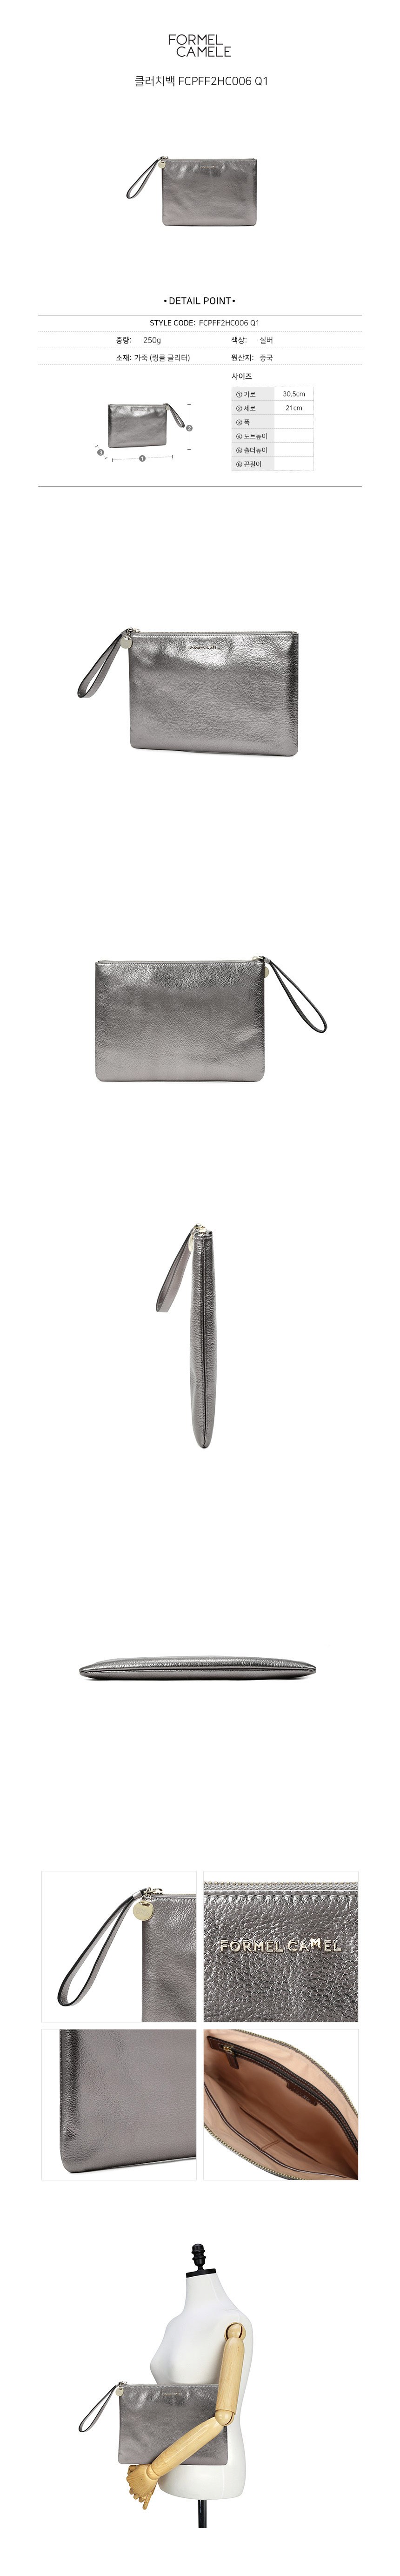 FORMEL
CAMELE
클러치백 FCPFF2HC006 Q1
•DETAIL POINT•
STYLE CODE: FCPFF2HC006 Q1
중량: 250g 색상: 실버
소재: 가죽 (링클 글리터) 원산지: 중국
사이즈
① 가로 30.5cm
② 세로 21cm
③ 폭
④ 도트높이
⑤ 숄더높이
⑥ 끈길이
②
③
①
FORMEL CAMEL